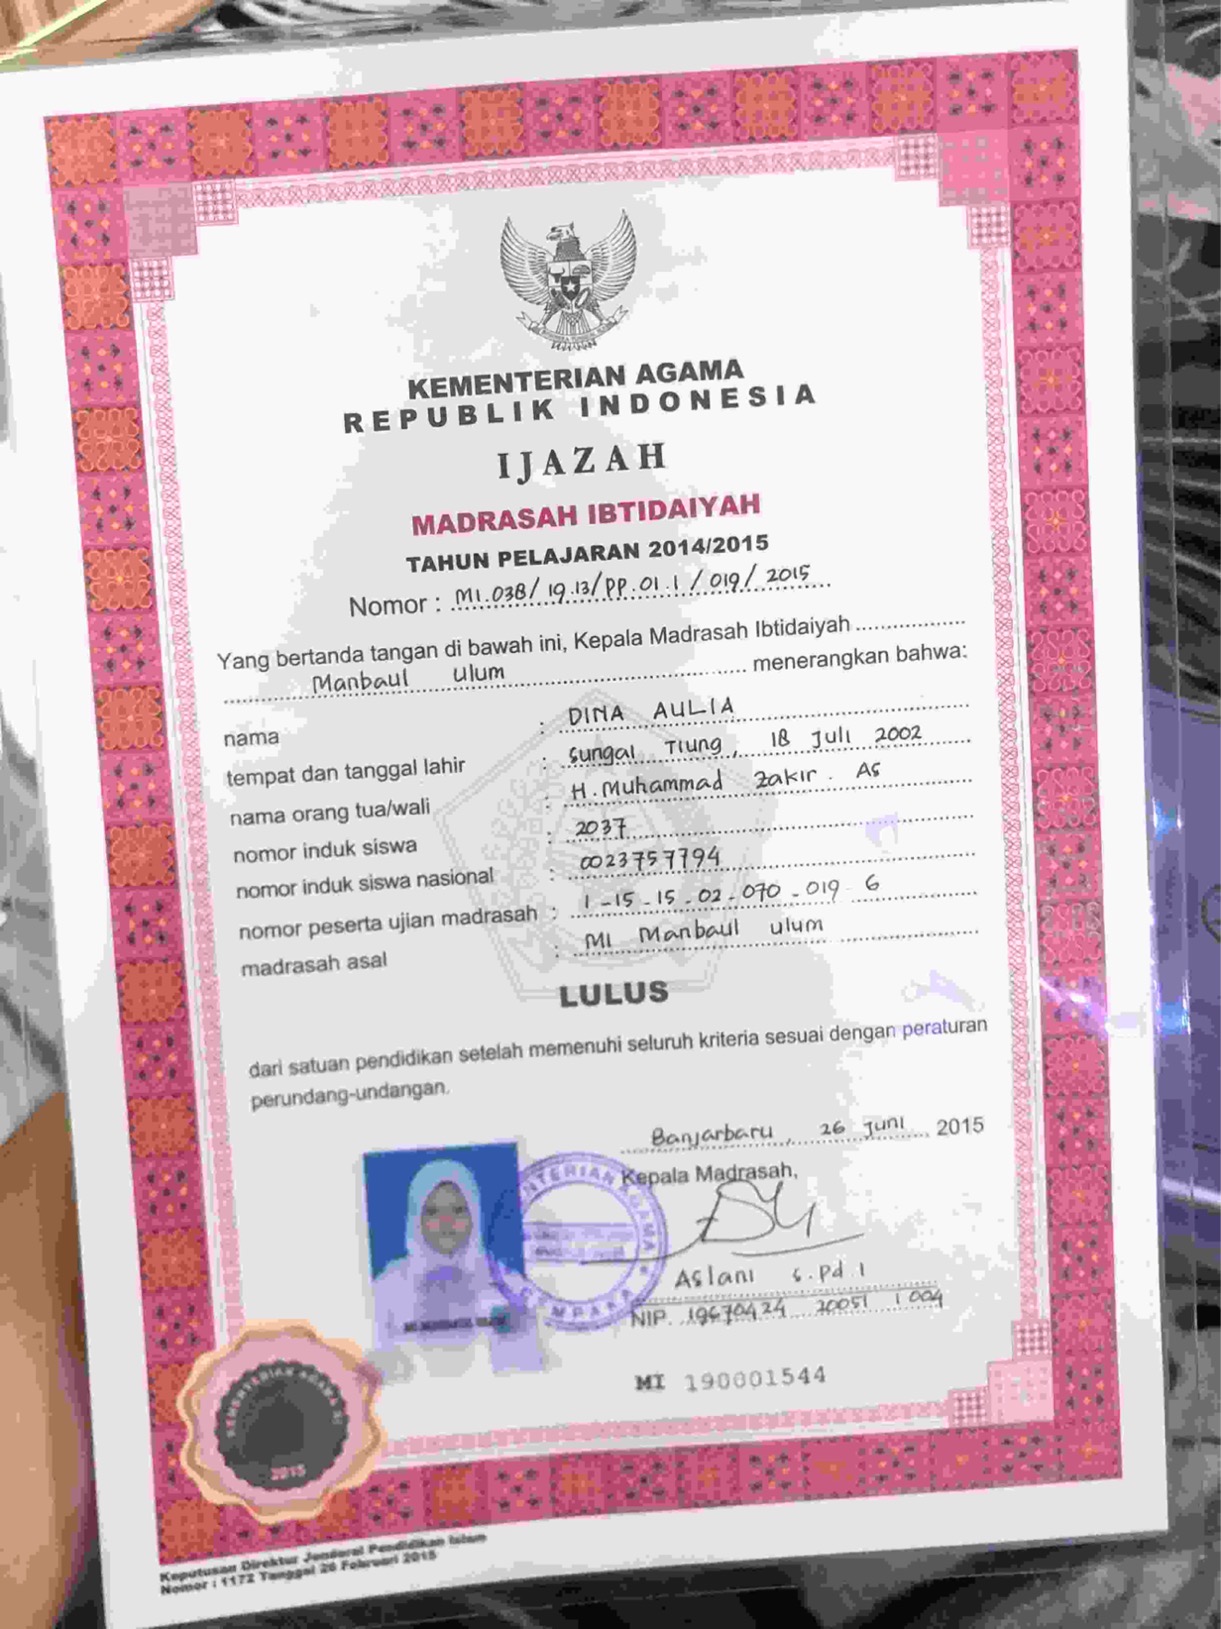 KEMENTERIAN AGAMA
REPUBLIK INDONESIA
IJAZAH
MADRASAH IBTIDAIYAH
TAHUN PELAJARAN 2014/2015
Nomor : MI.038/19.13/PP.01.1/019/2015
Yang bertanda tangan di bawah ini, Kepala Madrasah Ibtidaiyah
Manbaul Ulum menerangkan bahwa:
nama : DINA AULIA
tempat dan tanggal lahir : Sungai Tiung, 18 Juli 2002
nama orang tua/wali : H. Muhammad Zakir. As
nomor induk siswa : 2037
nomor induk siswa nasional : 0023757794
nomor peserta ujian madrasah : 1-15-15-02-070-019-6
madrasah asal : MI Manbaul Ulum
LULUS
dari satuan pendidikan setelah memenuhi seluruh kriteria sesuai dengan peraturan
perundang-undangan.
Banjarbaru, 26 Juni 2015
Kepala Madrasah,
Aslani S.Pd.I
NIP. 19670424 20051 1 004
MI 190001544
KEMENTERIAN AGAMA RI
2015
Keputusan Direktur Jenderal Pendidikan Islam
Nomor : 1172 Tanggal 26 Februari 2015